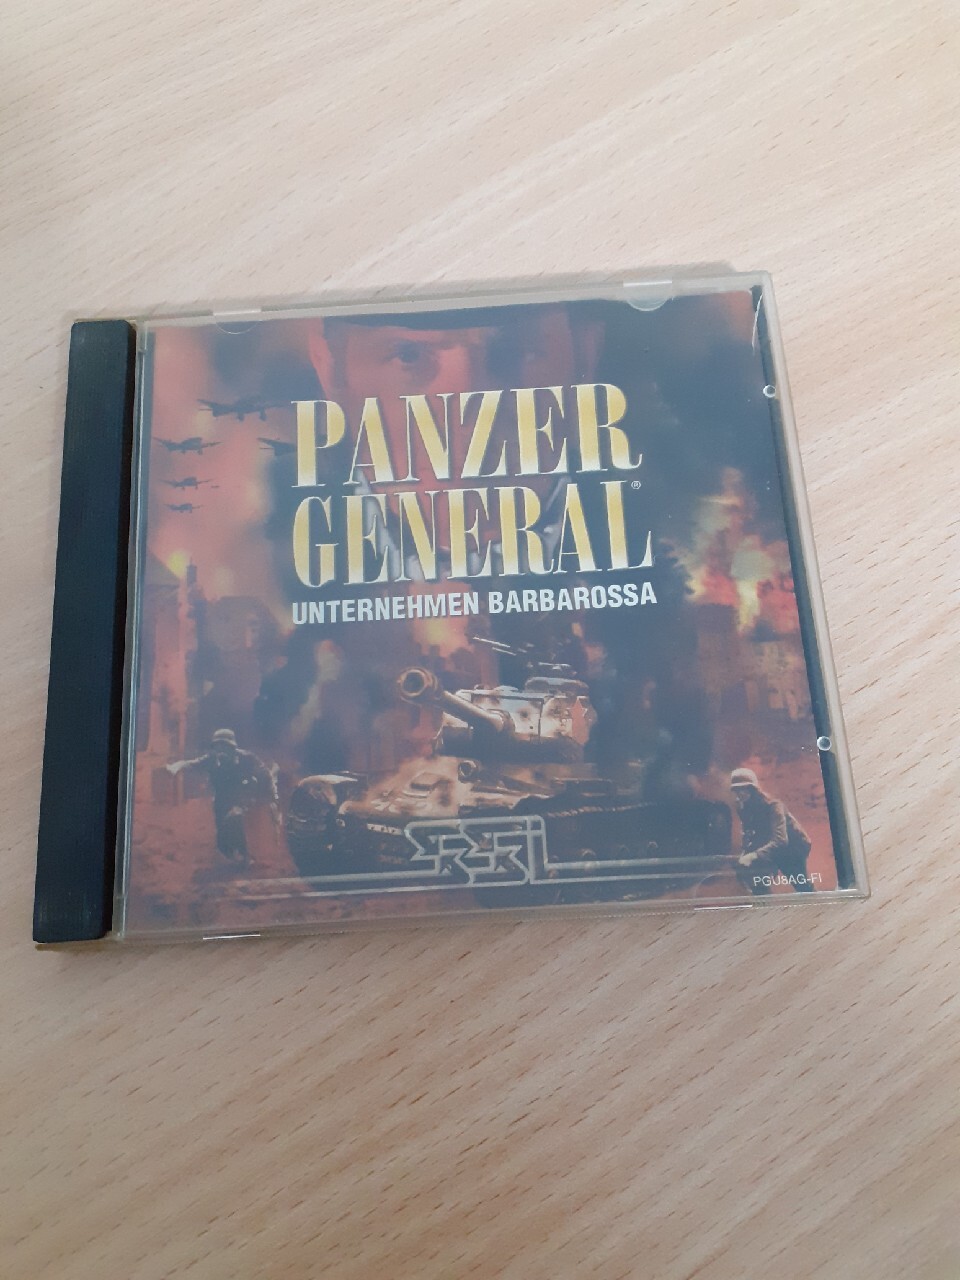 PANZER
GENERAL®
UNTERNEHMEN BARBAROSSA
SSI
PGU8AG-FI